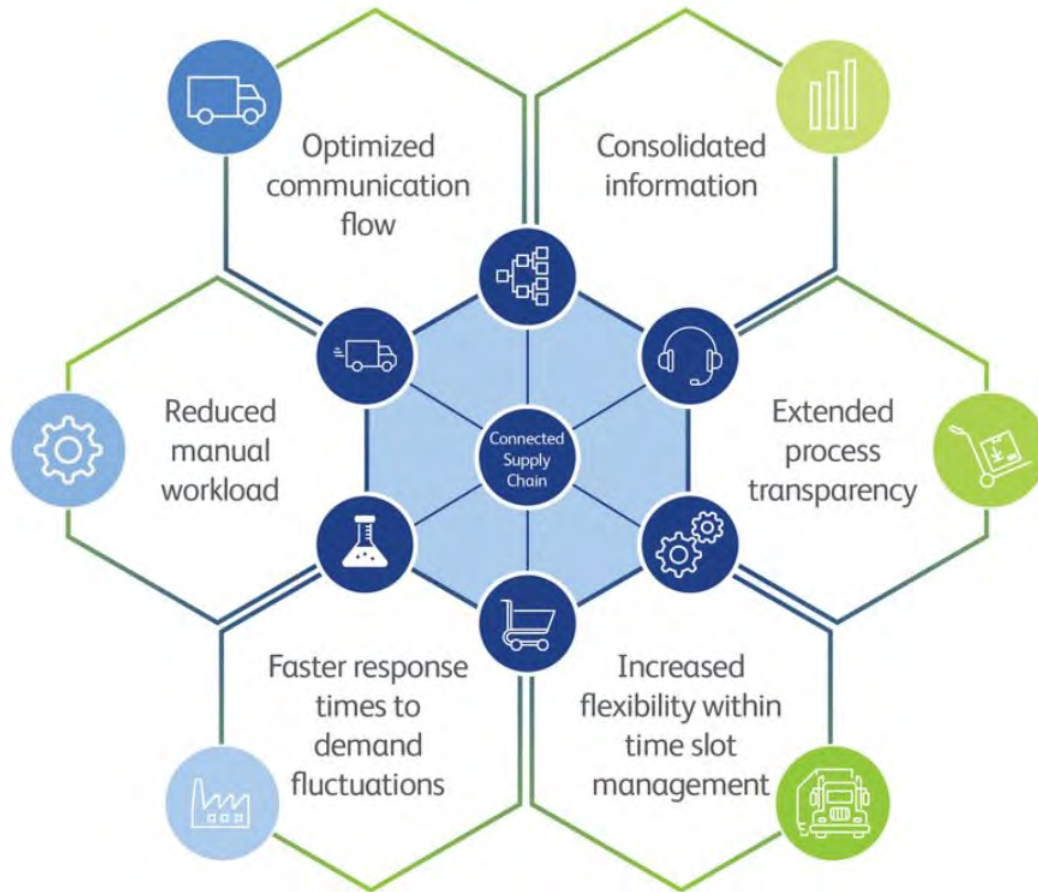 Optimized
communication
flow
Consolidated
information
Reduced
manual
workload
Connected
Supply
Chain
Extended
process
transparency
Faster response
times to
demand
fluctuations
Increased
flexibility within
time slot
management